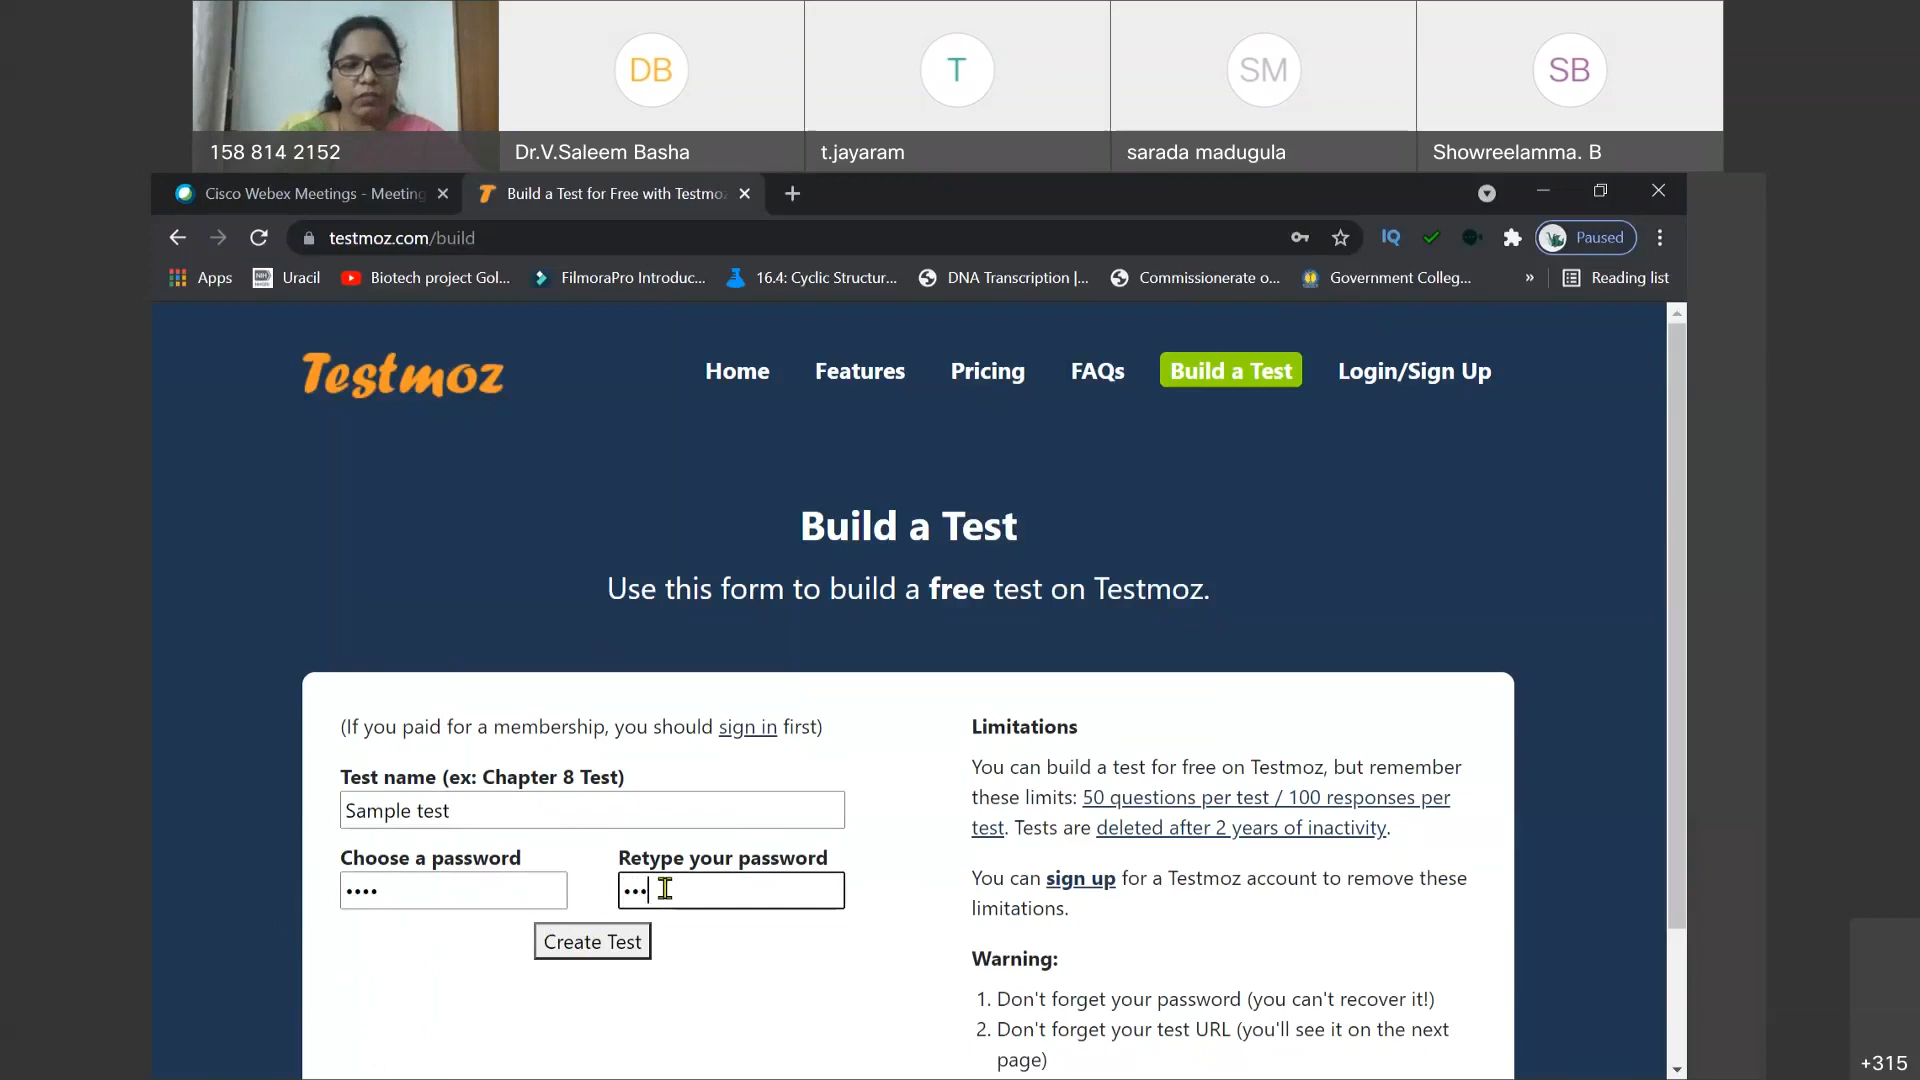 DB
T
SM
SB
158 814 2152
Dr.V.Saleem Basha
t.jayaram
sarada madugula
Showreelamma. B
Cisco Webex Meetings - Meeting
Build a Test for Free with Testmo
testmoz.com/build
IQ
Paused
Apps
Uracil
Biotech project Gol...
FilmoraPro Introduc...
16.4: Cyclic Structur...
DNA Transcription |...
Commissionerate o...
Government Colleg...
»
Reading list
Testmoz
Home
Features
Pricing
FAQs
Build a Test
Login/Sign Up
Build a Test
Use this form to build a free test on Testmoz.
(If you paid for a membership, you should sign in first)
Test name (ex: Chapter 8 Test)
Sample test
Choose a password
Retype your password
••••
•••
Create Test
Limitations
You can build a test for free on Testmoz, but remember
these limits: 50 questions per test / 100 responses per
test. Tests are deleted after 2 years of inactivity.
You can sign up for a Testmoz account to remove these
limitations.
Warning:
1. Don't forget your password (you can't recover it!)
2. Don't forget your test URL (you'll see it on the next
page)
+315